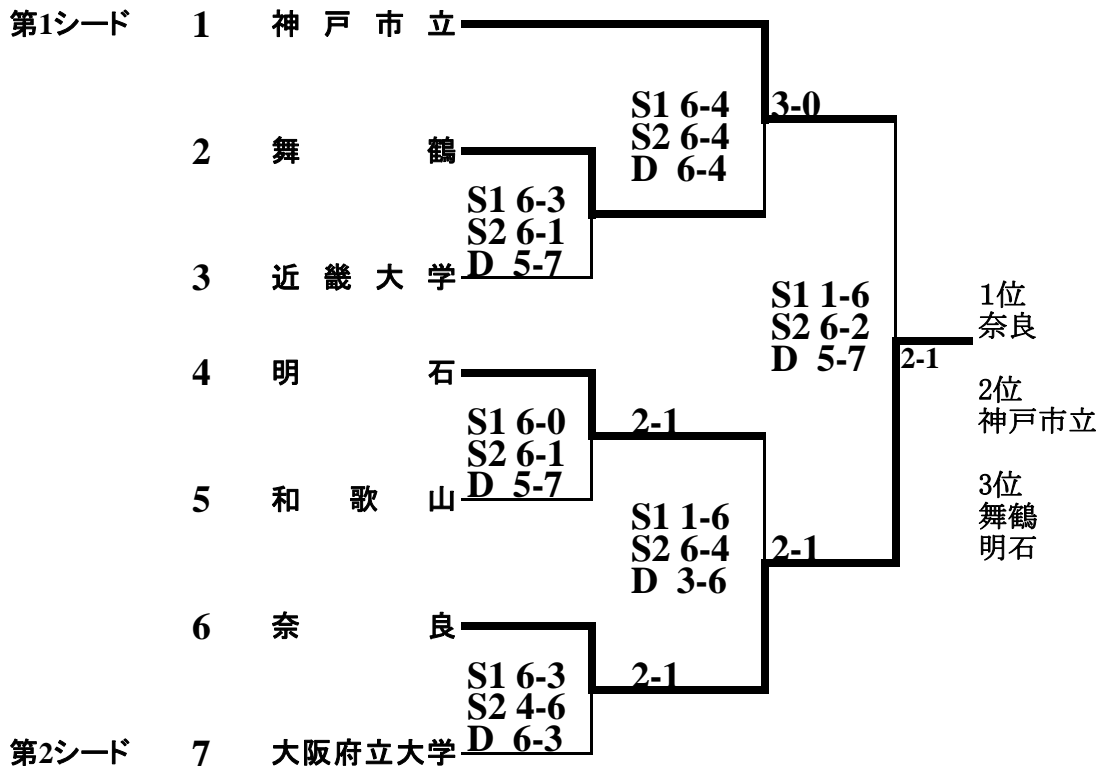 第1シード 1 神戸市立
S1 6-4 3-0
S2 6-4
D 6-4
2 舞鶴
S1 6-3
S2 6-1
D 5-7
3 近畿大学
S1 1-6
S2 6-2
D 5-7
2-1
1位
奈良
2位
神戸市立
3位
舞鶴
明石
4 明石
S1 6-0 2-1
S2 6-1
D 5-7
5 和歌山
S1 1-6
S2 6-4 2-1
D 3-6
6 奈良
S1 6-3 2-1
S2 4-6
D 6-3
第2シード 7 大阪府立大学